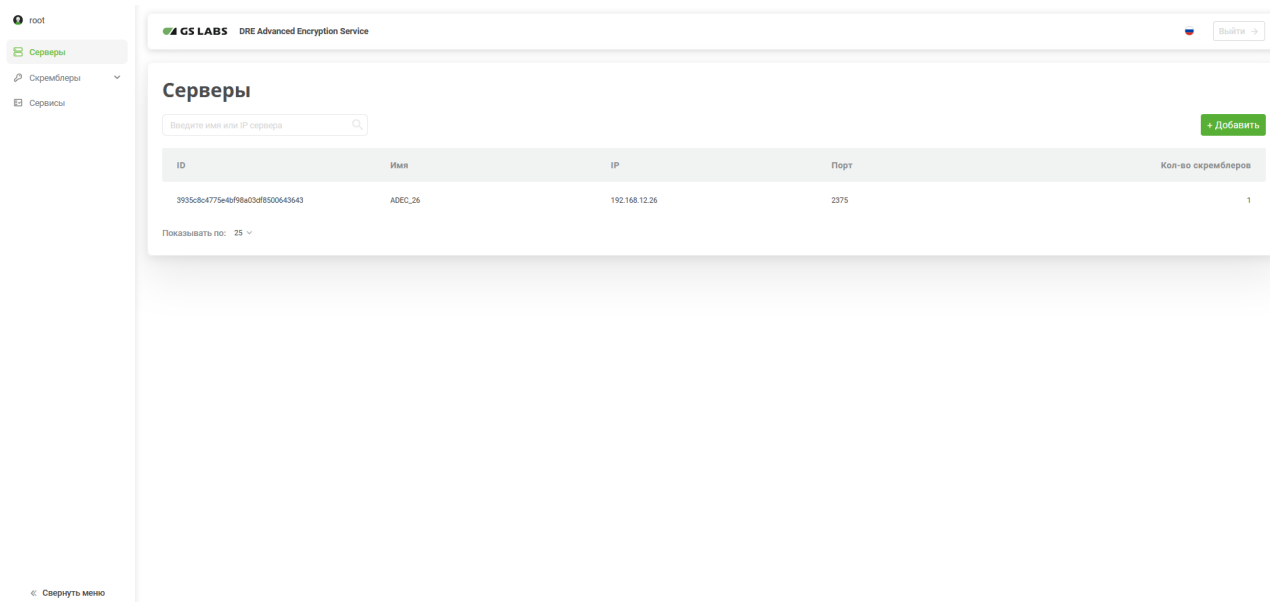 root
Серверы
Скремблеры
Сервисы
Свернуть меню
GS LABS DRE Advanced Encryption Service
Выйти
Серверы
Введите имя или IP сервера
+ Добавить
ID Имя IP Порт Кол-во скремблеров
3935c8c4775e4bf98a03df8500643643 ADEC_26 192.168.12.26 2375 1
Показывать по: 25